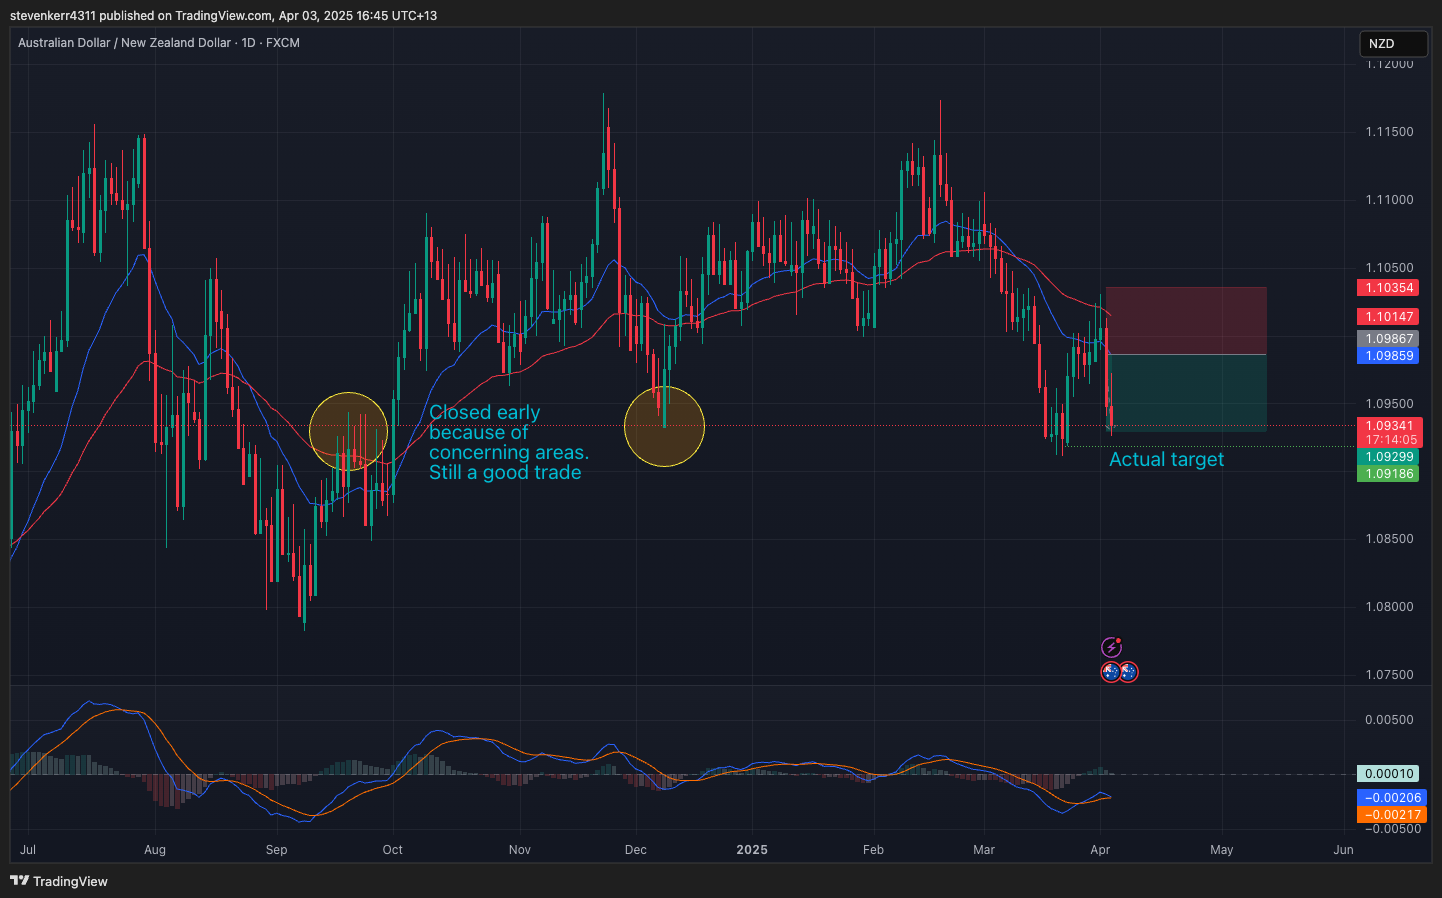 stevenkerr4311 published on TradingView.com, Apr 03, 2025 16:45 UTC+13
Australian Dollar / New Zealand Dollar · 1D · FXCM
NZD
1.12000
1.11500
1.11000
1.10500
1.10354
1.10147
1.09867
1.09859
1.09500
1.09341
17:14:05
1.09299
1.09186
1.08500
1.08000
1.07500
Closed early
because of
concerning areas.
Still a good trade
Actual target
0.00500
0.00010
−0.00206
−0.00217
−0.00500
Jul Aug Sep Oct Nov Dec 2025 Feb Mar Apr May Jun
TradingView